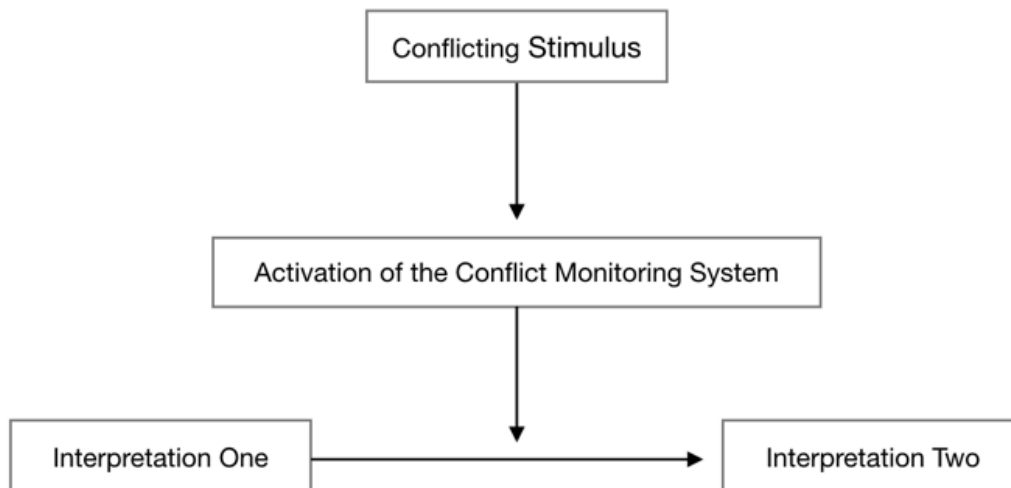 Conflicting Stimulus
Activation of the Conflict Monitoring System
Interpretation One
Interpretation Two